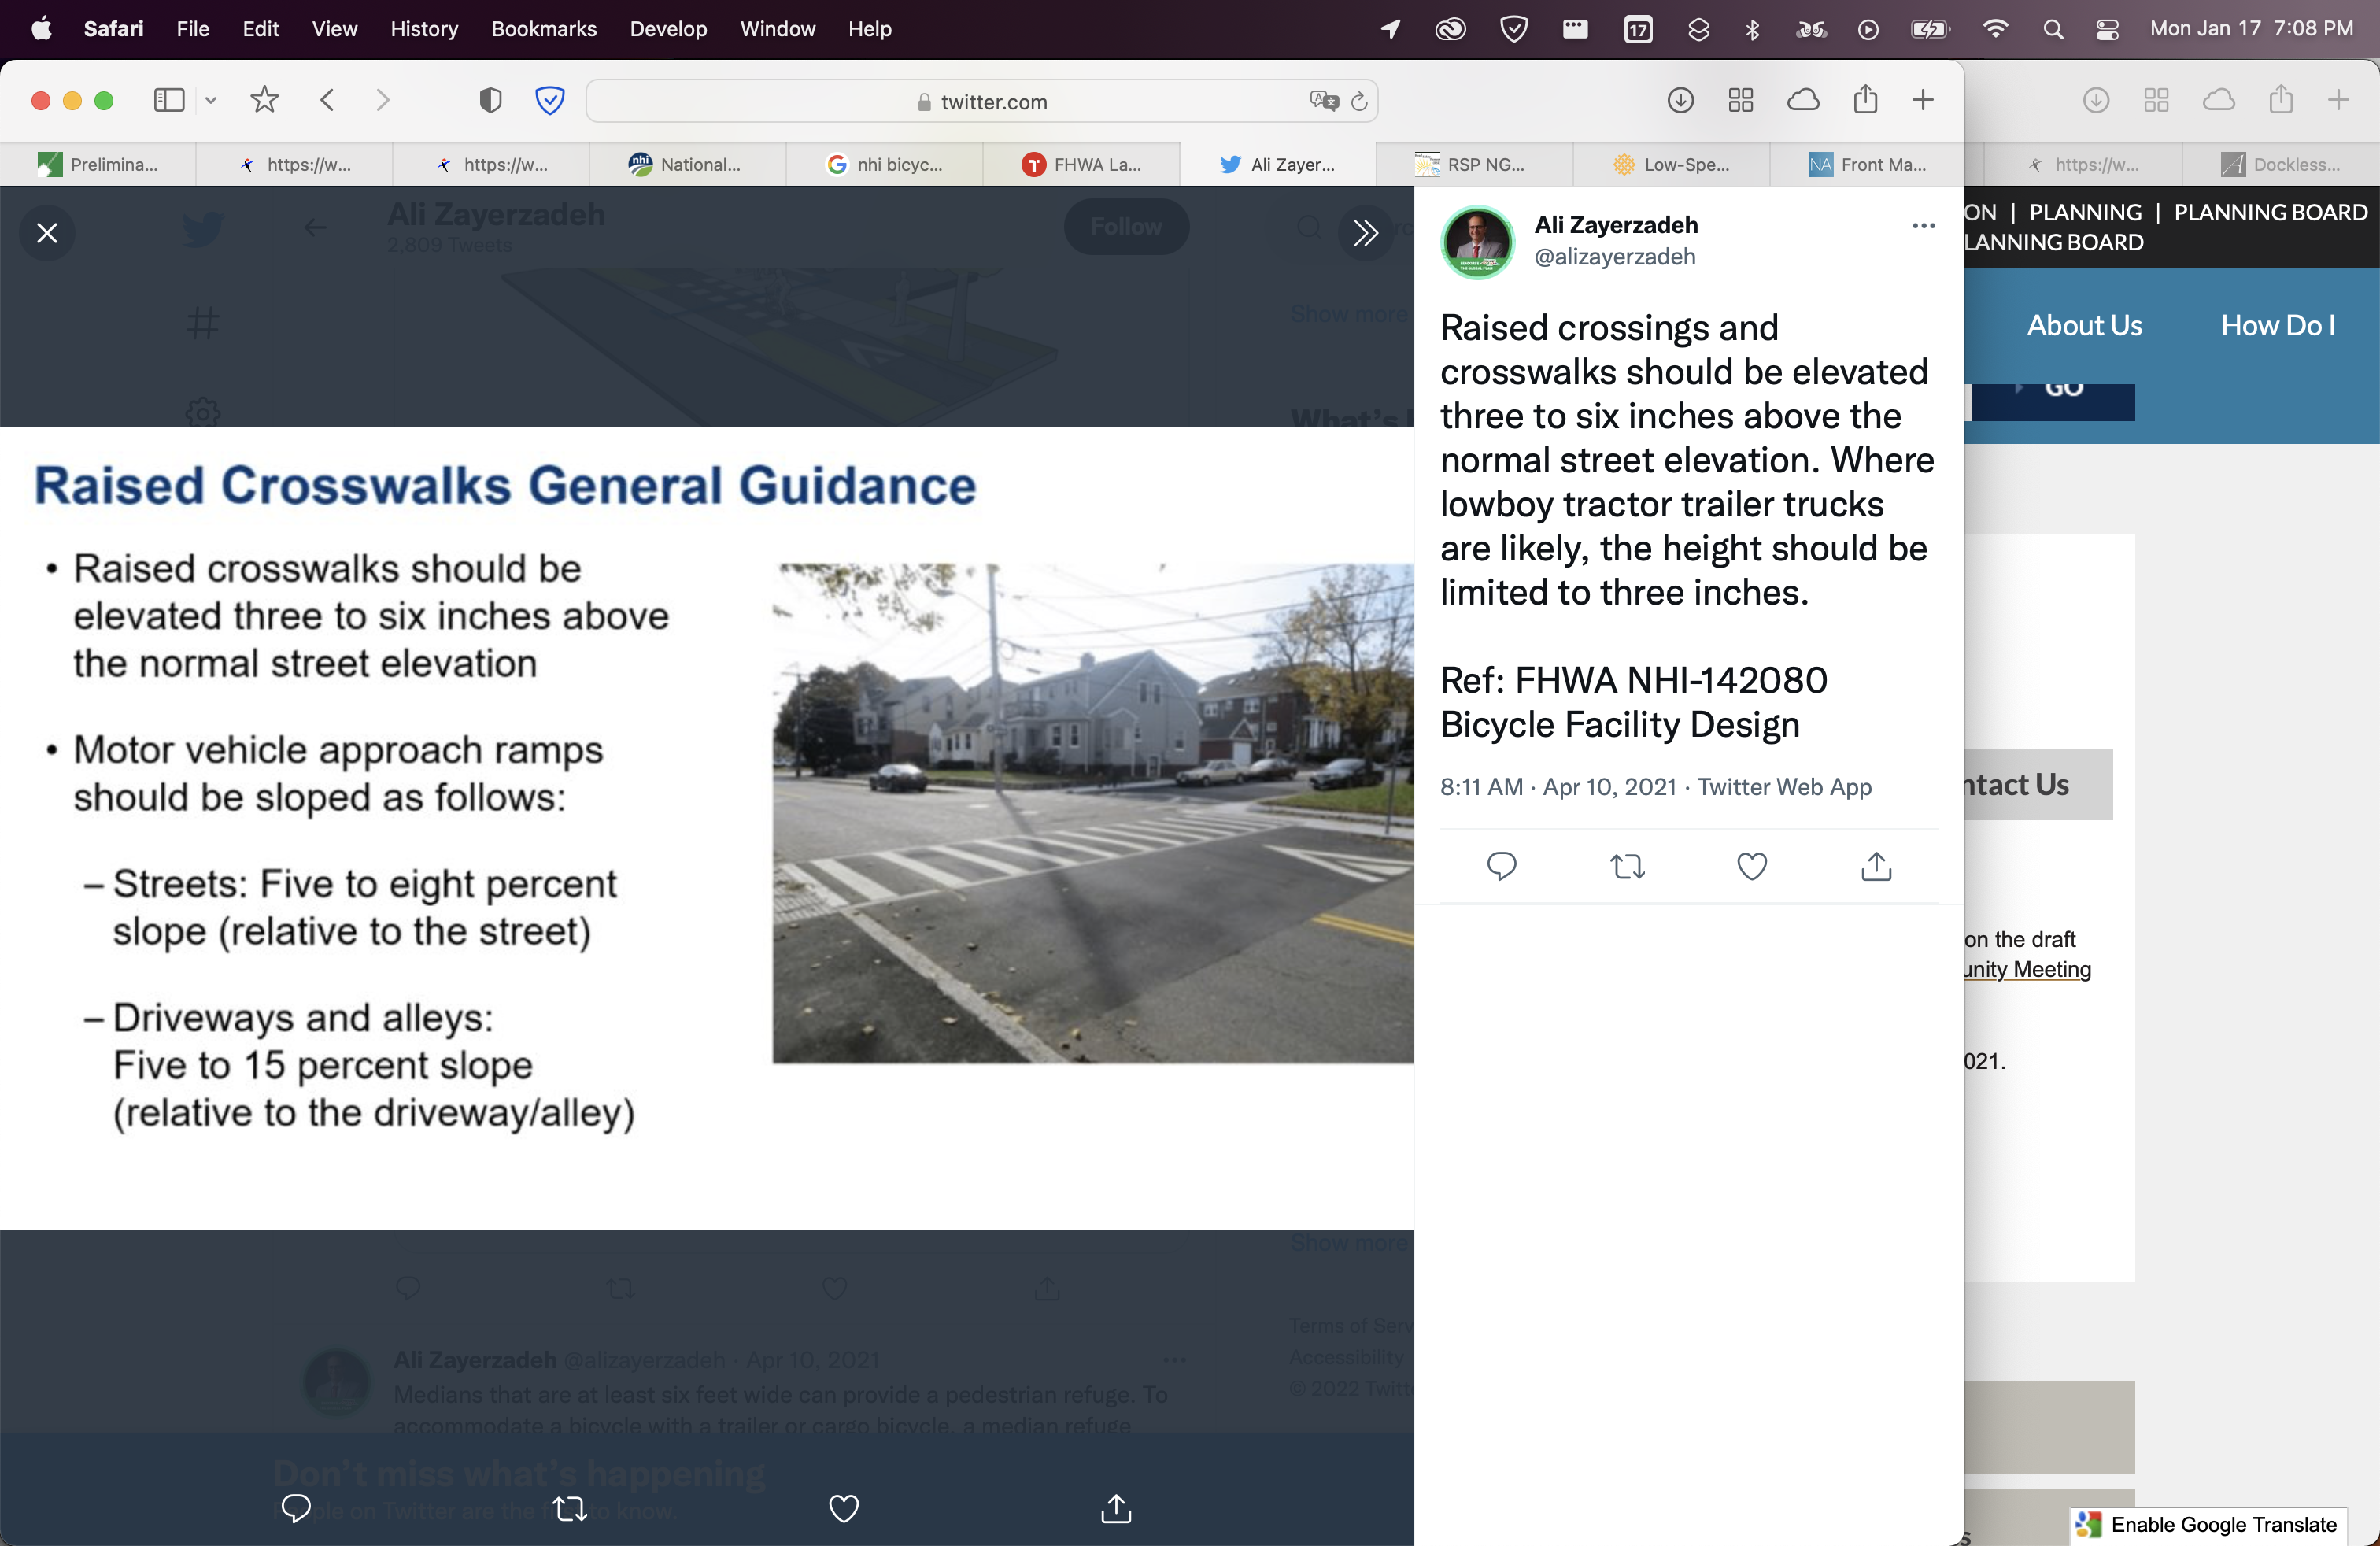 Safari File Edit View History Bookmarks Develop Window Help
17
Mon Jan 17 7:08 PM
twitter.com
Prelimina...
https://w...
https://w...
nhi
National...
nhi bicyc...
FHWA La...
Ali Zayer...
RSP NG...
Low-Spe...
NA
Front Ma...
https://w...
Dockless...
Ali Zayerzadeh
2,809 Tweets
Follow
Show more
What's
Raised Crosswalks General Guidance
• Raised crosswalks should be
elevated three to six inches above
the normal street elevation
• Motor vehicle approach ramps
should be sloped as follows:
– Streets: Five to eight percent
slope (relative to the street)
– Driveways and alleys:
Five to 15 percent slope
(relative to the driveway/alley)
Show more
Terms of Serv
Accessibility
© 2022 Twitt
Ali Zayerzadeh @alizayerzadeh · Apr 10, 2021
Medians that are at least six feet wide can provide a pedestrian refuge. To
accommodate a bicycle with a trailer or cargo bicycle, a median refuge
Don't miss what's happening
People on Twitter are the first to know.
Ali Zayerzadeh
@alizayerzadeh
Raised crossings and
crosswalks should be elevated
three to six inches above the
normal street elevation. Where
lowboy tractor trailer trucks
are likely, the height should be
limited to three inches.
Ref: FHWA NHI-142080
Bicycle Facility Design
8:11 AM · Apr 10, 2021 · Twitter Web App
ON | PLANNING | PLANNING BOARD
LANNING BOARD
About Us
How Do I
GO
ntact Us
on the draft
unity Meeting
021.
s
Enable Google Translate